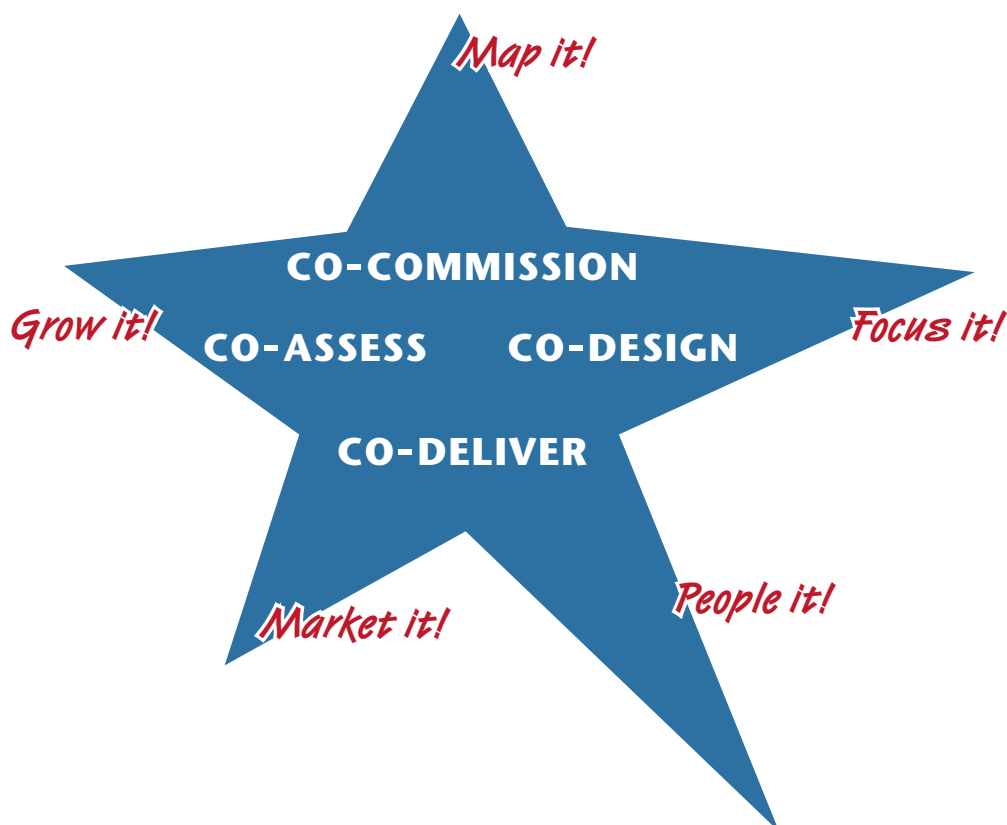 Map it!
CO-COMMISSION
Grow it!
Focus it!
CO-ASSESS
CO-DESIGN
CO-DELIVER
People it!
Market it!